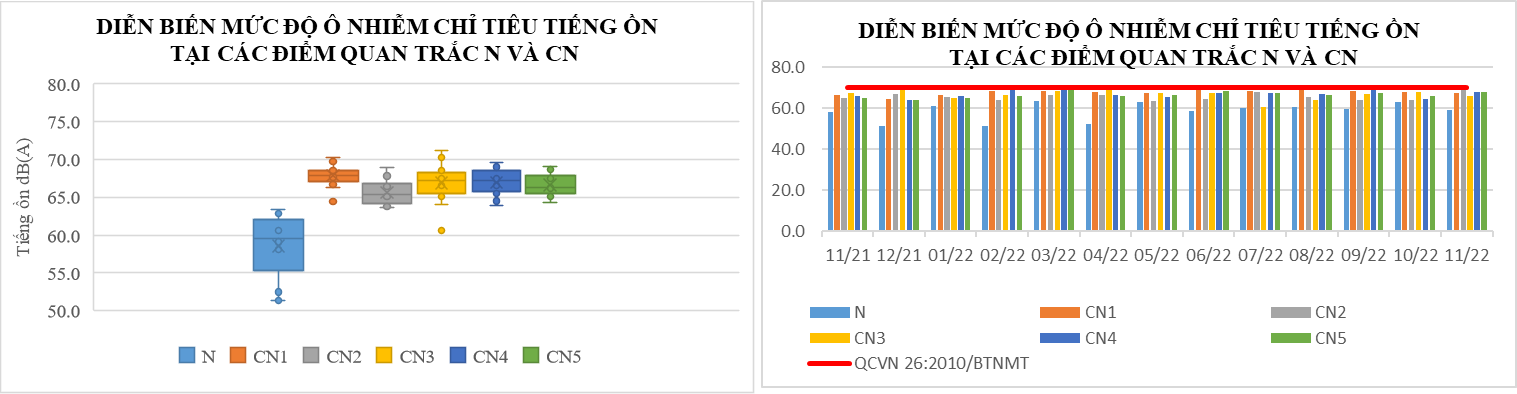 DIỄN BIẾN MỨC ĐỘ Ô NHIỄM CHỈ TIÊU TIẾNG ỒN
TẠI CÁC ĐIỂM QUAN TRẮC N VÀ CN
80.0
75.0
70.0
65.0
60.0
55.0
50.0
Tiếng ồn dB(A)
N CN1 CN2 CN3 CN4 CN5
DIỄN BIẾN MỨC ĐỘ Ô NHIỄM CHỈ TIÊU TIẾNG ỒN
TẠI CÁC ĐIỂM QUAN TRẮC N VÀ CN
80.0
60.0
40.0
20.0
0.0
11/21 12/21 01/22 02/22 03/22 04/22 05/22 06/22 07/22 08/22 09/22 10/22 11/22
N CN1 CN2
CN3 CN4 CN5
QCVN 26:2010/BTNMT